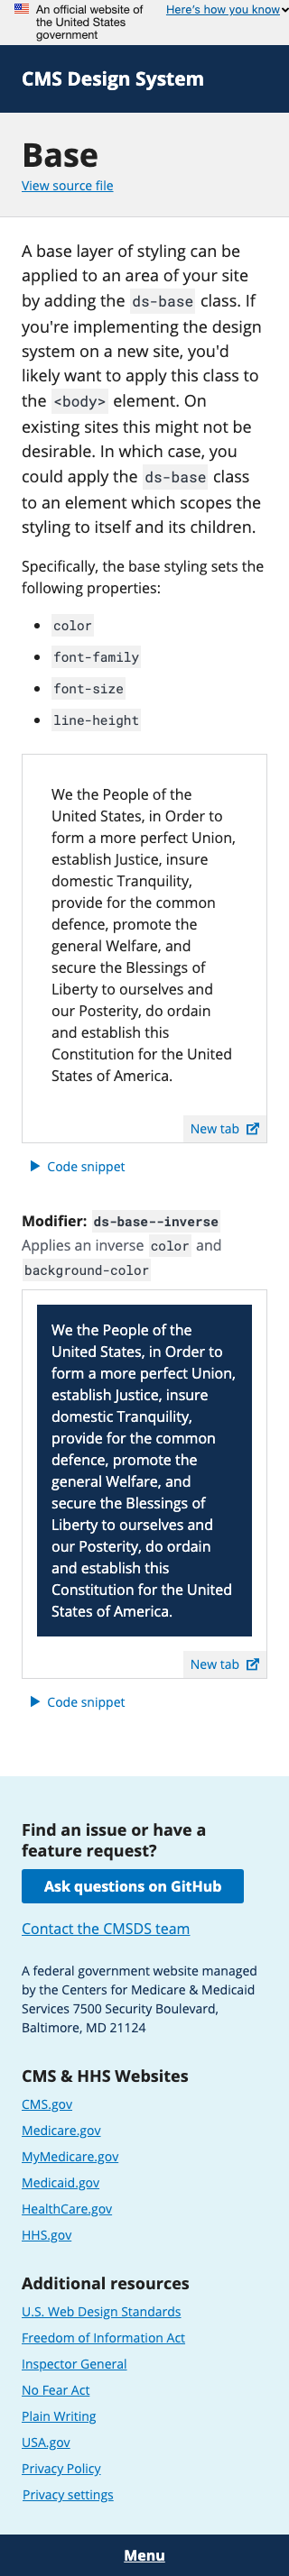 An official website of
the United States
government
Here's how you know
CMS Design System
Base
View source file
A base layer of styling can be
applied to an area of your site
by adding the ds-base class. If
you're implementing the design
system on a new site, you'd
likely want to apply this class to
the <body> element. On
existing sites this might not be
desirable. In which case, you
could apply the ds-base class
to an element which scopes the
styling to itself and its children.
Specifically, the base styling sets the
following properties:
color
font-family
font-size
line-height
We the People of the
United States, in Order to
form a more perfect Union,
establish Justice, insure
domestic Tranquility,
provide for the common
defence, promote the
general Welfare, and
secure the Blessings of
Liberty to ourselves and
our Posterity, do ordain
and establish this
Constitution for the United
States of America.
New tab
Code snippet
Modifier: ds-base--inverse
Applies an inverse color and
background-color
We the People of the
United States, in Order to
form a more perfect Union,
establish Justice, insure
domestic Tranquility,
provide for the common
defence, promote the
general Welfare, and
secure the Blessings of
Liberty to ourselves and
our Posterity, do ordain
and establish this
Constitution for the United
States of America.
New tab
Code snippet
Find an issue or have a
feature request?
Ask questions on GitHub
Contact the CMSDS team
A federal government website managed
by the Centers for Medicare & Medicaid
Services 7500 Security Boulevard,
Baltimore, MD 21124
CMS & HHS Websites
CMS.gov
Medicare.gov
MyMedicare.gov
Medicaid.gov
HealthCare.gov
HHS.gov
Additional resources
U.S. Web Design Standards
Freedom of Information Act
Inspector General
No Fear Act
Plain Writing
USA.gov
Privacy Policy
Privacy settings
Menu